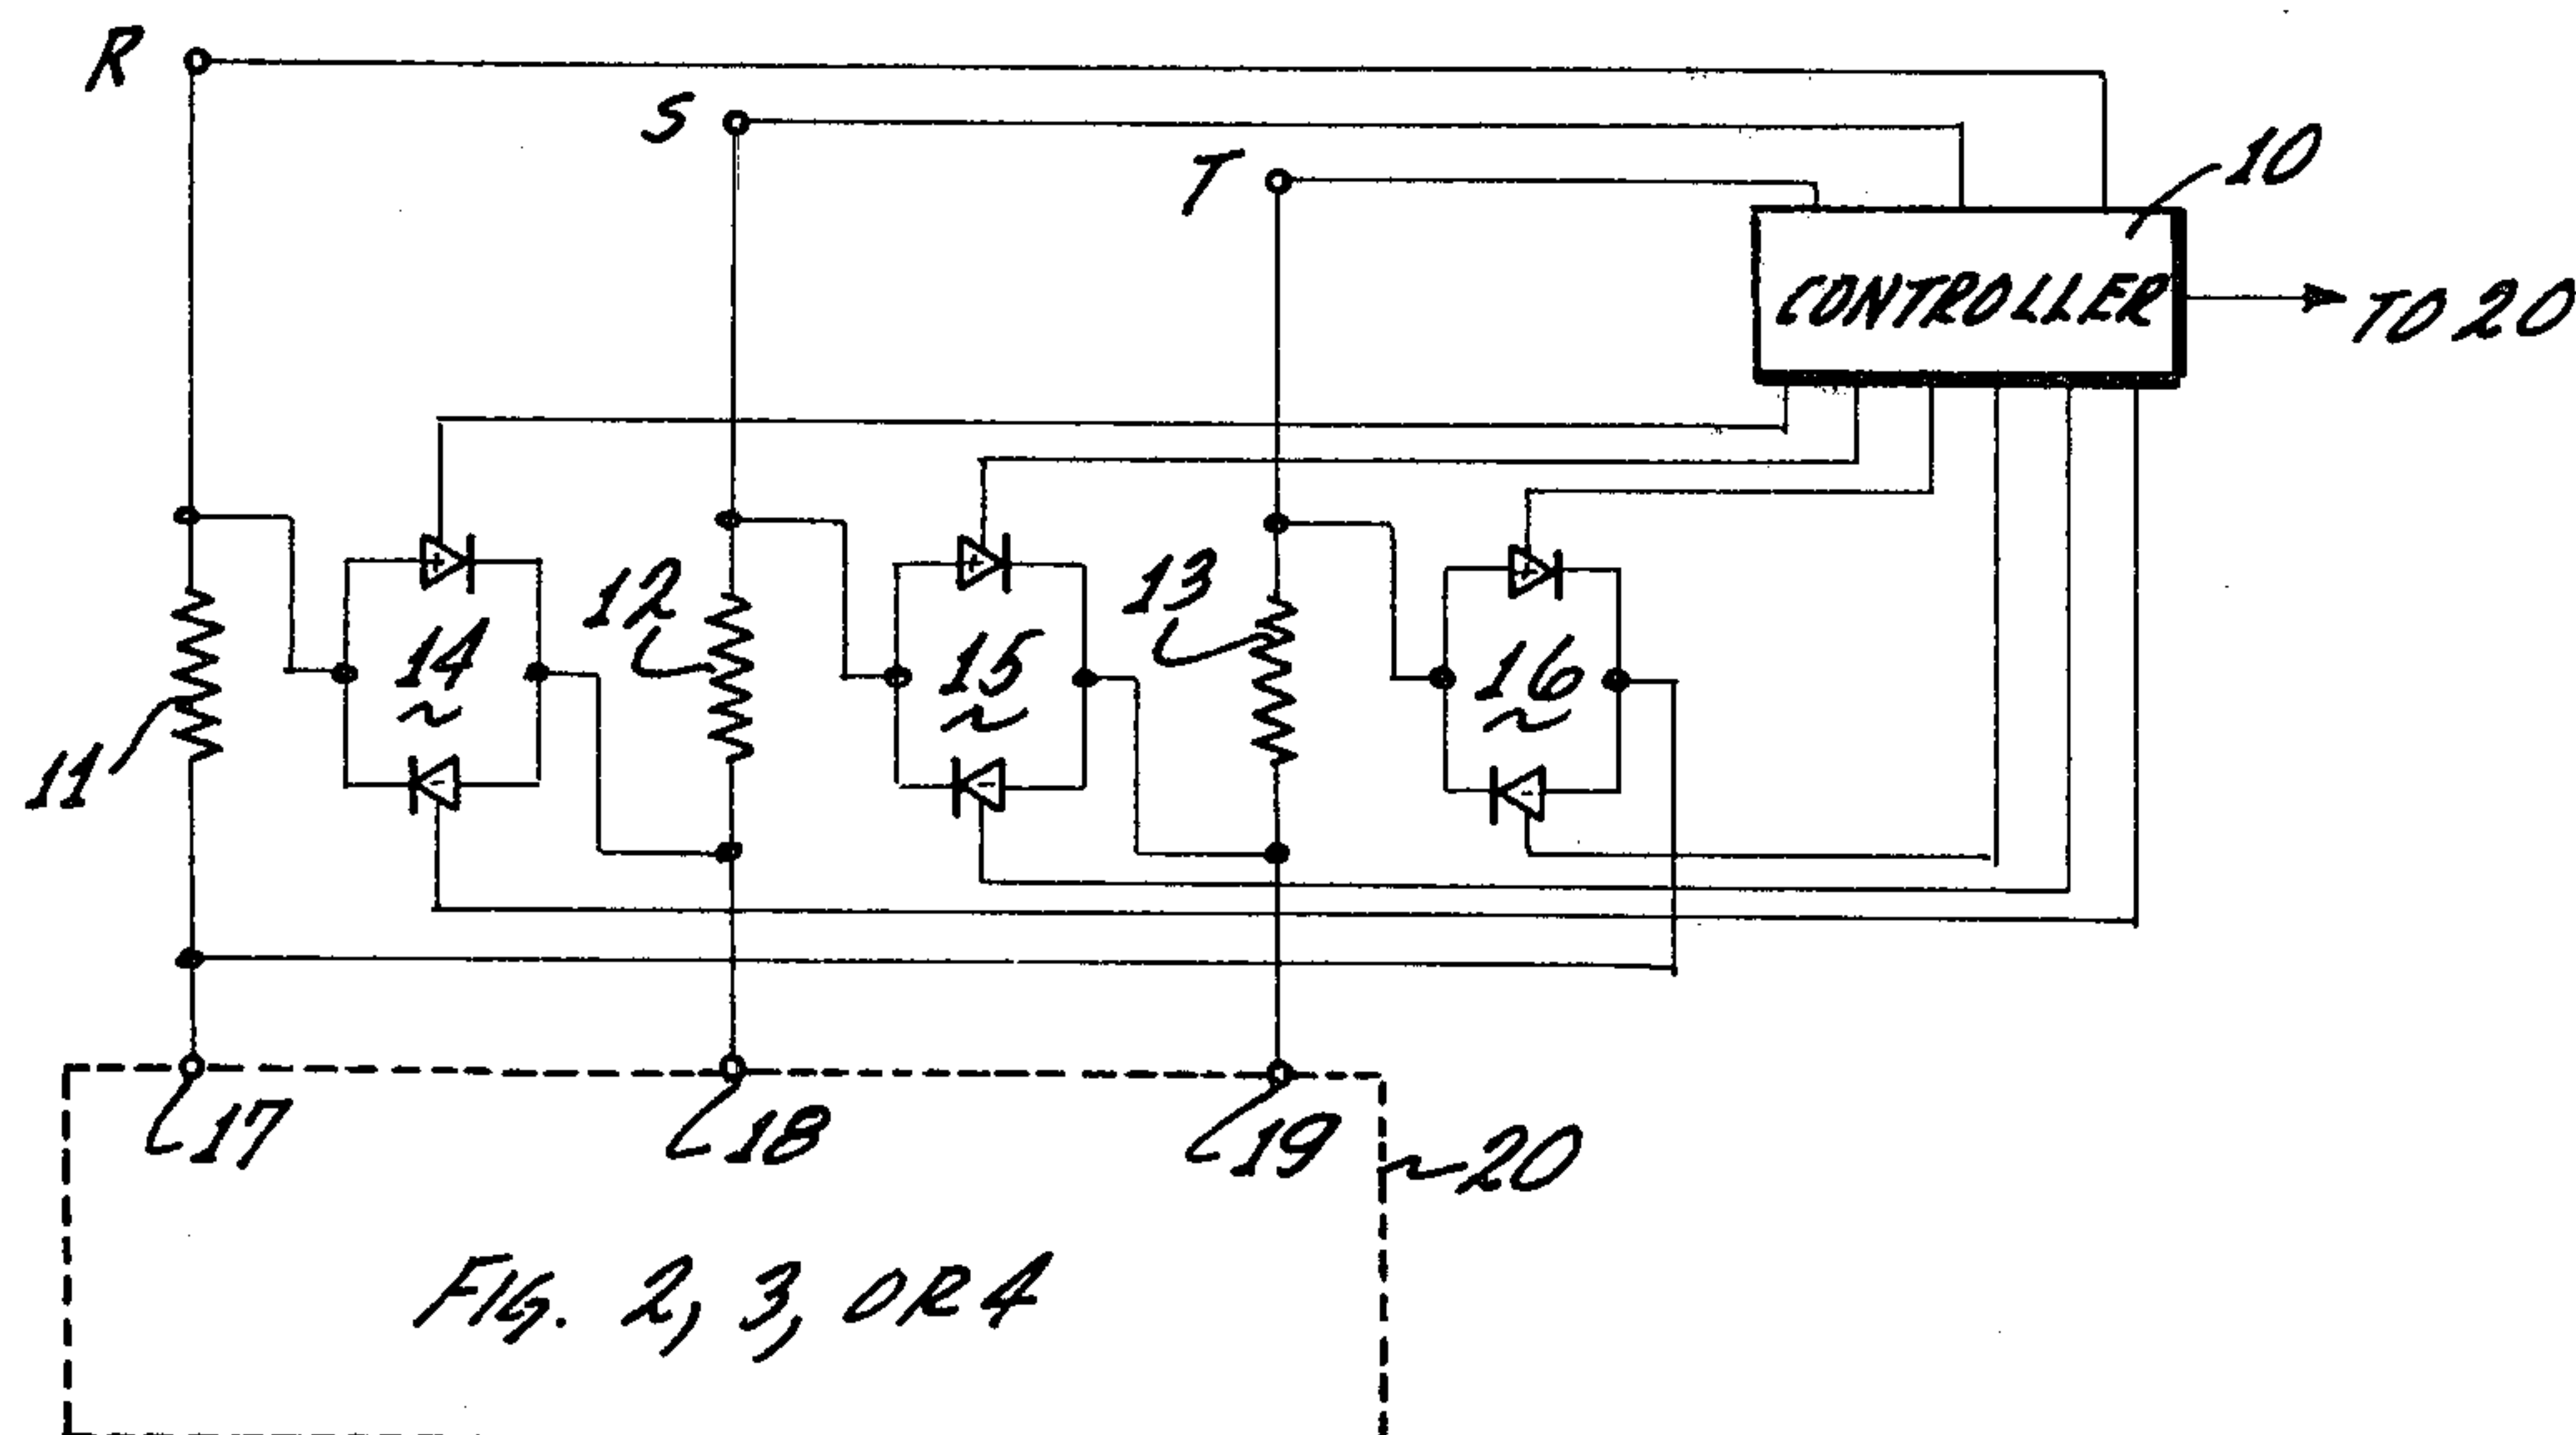 R
S
T
10
CONTROLLER
TO 20
12
13
+
+
+
14
15
16
11
-
-
-
17
18
19
20
FIG. 2, 3, OR 4